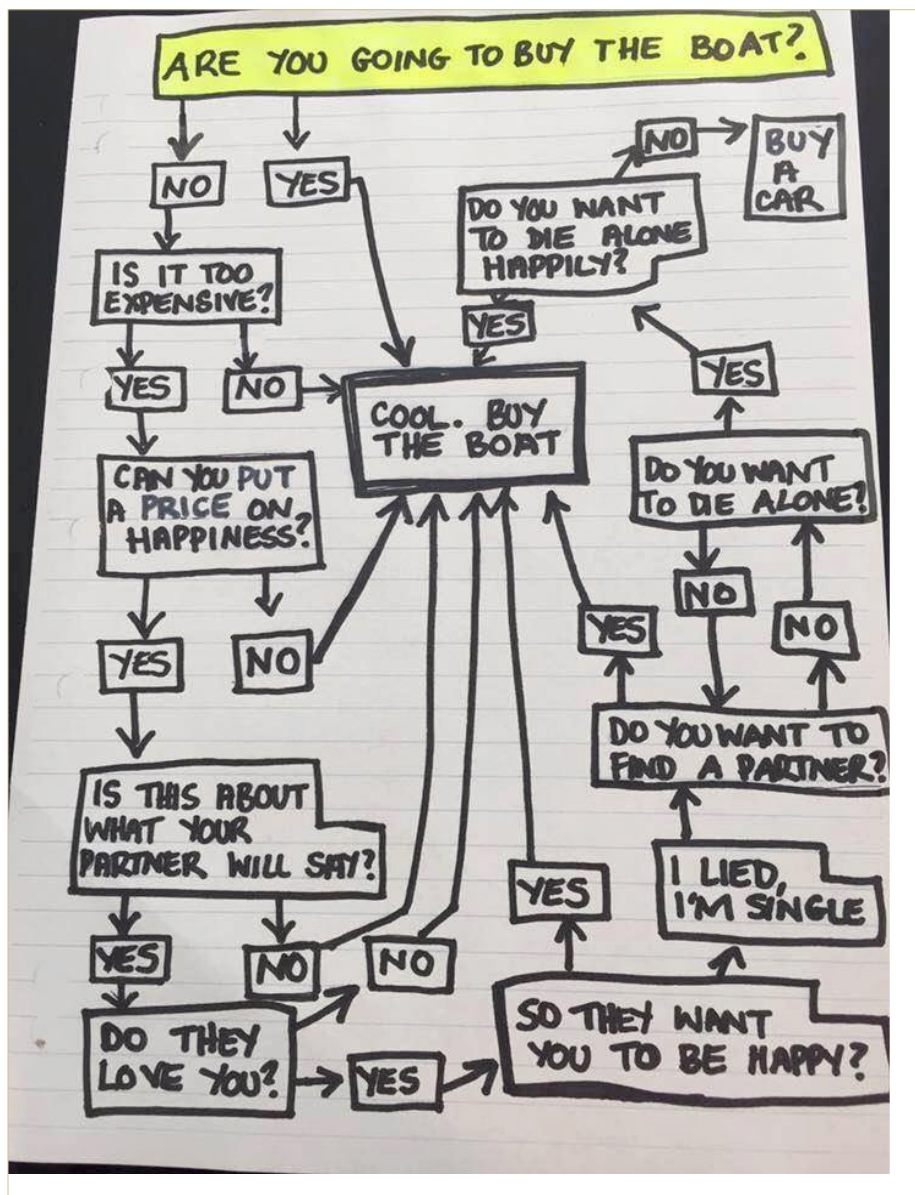 ARE YOU GOING TO BUY THE BOAT?
NO
YES
NO
BUY
A
CAR
DO YOU WANT
TO DIE ALONE
HAPPILY?
IS IT TOO
EXPENSIVE?
YES
YES
NO
YES
COOL. BUY
THE BOAT
CAN YOU PUT
A PRICE ON
HAPPINESS?
DO YOU WANT
TO DIE ALONE?
YES
NO
YES
NO
NO
DO YOU WANT TO
FIND A PARTNER?
IS THIS ABOUT
WHAT YOUR
PARTNER WILL SAY?
YES
I LIED,
I'M SINGLE
YES
NO
NO
DO THEY
LOVE YOU?
YES
SO THEY WANT
YOU TO BE HAPPY?